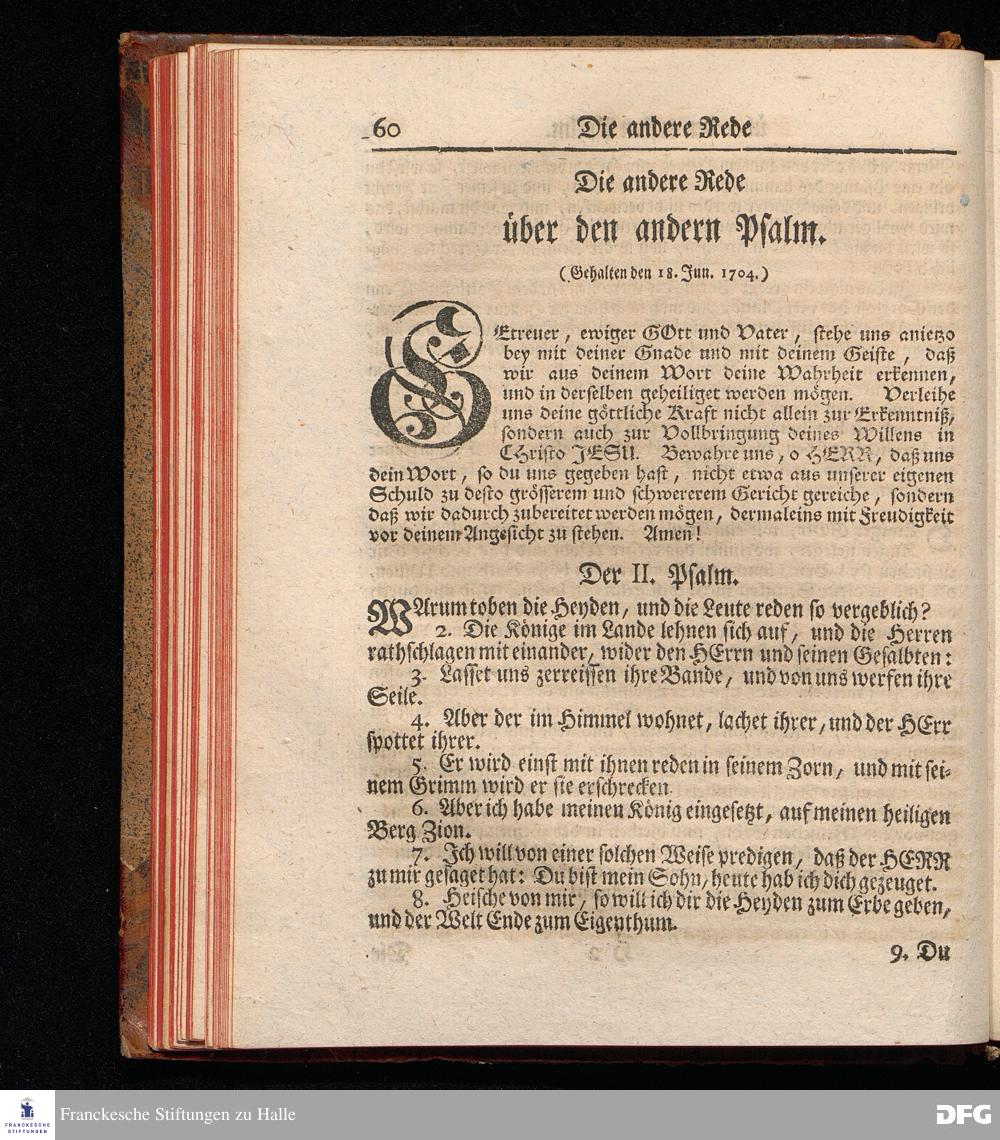 60 Die andere Rede
Die andere Rede
über den andern Psalm.
(Gehalten den 18. Jun. 1704.)
GEtreuer, ewiger GOtt und Vater, stehe uns anietzo
bey mit deiner Gnade und mit deinem Geiste, daß
wir aus deinem Wort deine Wahrheit erkennen,
und in derselben geheiliget werden mögen. Verleihe
uns deine göttliche Kraft nicht allein zur Erkenntniß,
sondern auch zur Vollbringung deines Willens in
CHristo JESU. Bewahre uns, o HERR, daß uns
dein Wort, so du uns gegeben hast, nicht etwa aus unserer eigenen
Schuld zu desto grösserem und schwererem Gericht gereiche, sondern
daß wir dadurch zubereitet werden mögen, dermaleins mit Freudigkeit
vor deinem Angesicht zu stehen. Amen!
Der II. Psalm.
WArum toben die Heyden, und die Leute reden so vergeblich?
2. Die Könige im Lande lehnen sich auf, und die Herren
rathschlagen mit einander, wider den HErrn und seinen Gesalbten:
3. Lasset uns zerreissen ihre Bande, und von uns werfen ihre
Seile.
4. Aber der im Himmel wohnet, lachet ihrer, und der HErr
spottet ihrer.
5. Er wird einst mit ihnen reden in seinem Zorn, und mit sei-
nem Grimm wird er sie erschrecken.
6. Aber ich habe meinen König eingesetzt, auf meinen heiligen
Berg Zion.
7. Ich will von einer solchen Weise predigen, daß der HERR
zu mir gesaget hat: Du bist mein Sohn, heute hab ich dich gezeuget.
8. Heische von mir, so will ich dir die Heyden zum Erbe geben,
und der Welt Ende zum Eigenthum.
9. Du
FRANCKESCHE
STIFTUNGEN
Franckesche Stiftungen zu Halle
DFG